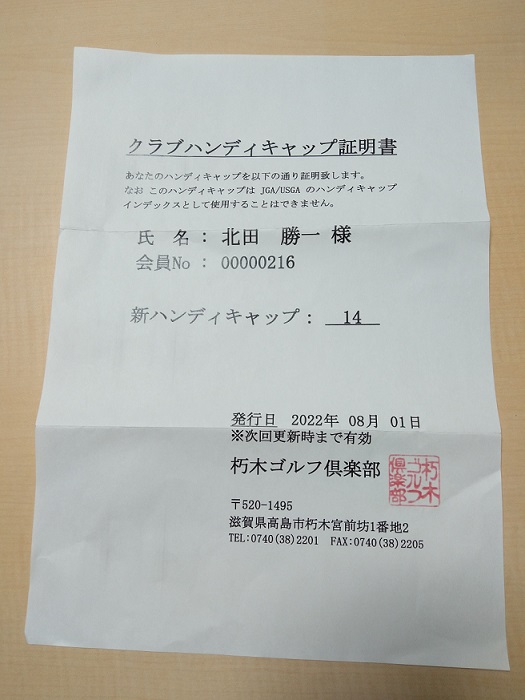 クラブハンディキャップ証明書
あなたのハンディキャップを以下の通り証明致します。
なお このハンディキャップは JGA/USGA のハンディキャップ
インデックスとして使用することはできません。
氏 名 : 北田 勝一 様
会員No : 00000216
新ハンディキャップ : 14
発行日 2022年 08月 01日
※次回更新時まで有効
朽木ゴルフ倶楽部
朽木
ゴルフ
倶楽部
〒520-1495
滋賀県高島市朽木宮前坊1番地2
TEL:0740(38)2201 FAX:0740(38)2205